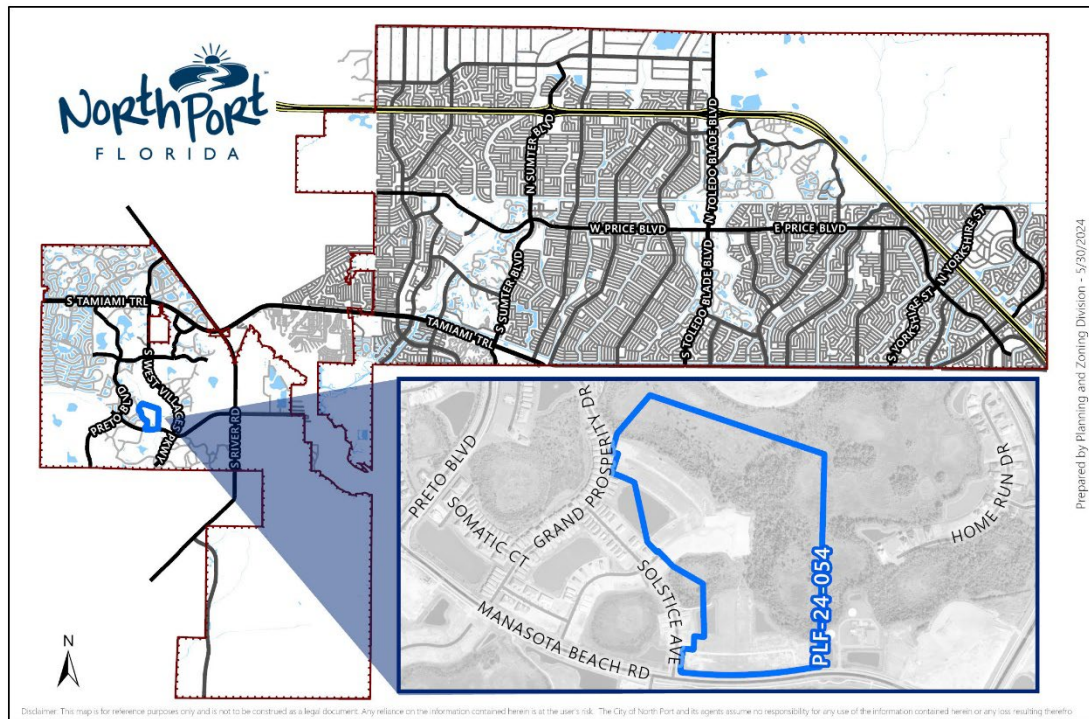 North Port
FLORIDA
N SUMTER BLVD
N TOLEDO BLADE BLVD
W PRICE BLVD
E PRICE BLVD
N YORKSHIRE ST
S TAMIAMI TRL
TAMIAMI TRL
S SUMTER BLVD
S TOLEDO BLADE BLVD
S YORKSHIRE ST
S WEST VILLAGES PKWY
PRETO BLVD
S RIVER RD
PRETO BLVD
SOMATIC CT
GRAND PROSPERITY DR
SOLSTICE AVE
MANASOTA BEACH RD
HOME RUN DR
PLF-24-054
N
Prepared by Planning and Zoning Division - 5/30/2024
Disclaimer: This map is for reference purposes only and is not to be construed as a legal document. Any reliance on the information contained herein is at the user's risk. The City of North Port and its agents assume no responsibility for any use of the information contained herein or any loss resulting therefro